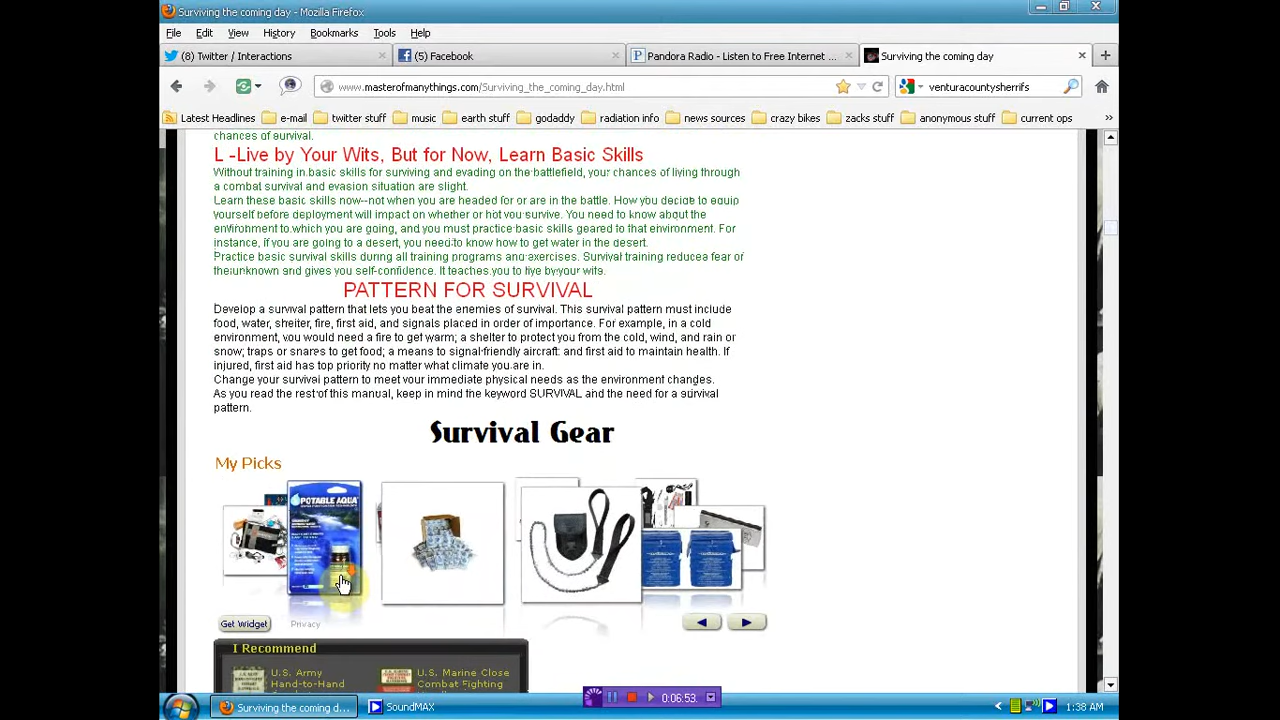 Surviving the coming day - Mozilla Firefox
File Edit View History Bookmarks Tools Help
(8) Twitter / Interactions
(5) Facebook
Pandora Radio - Listen to Free Internet ...
Surviving the coming day
www.masterofmanythings.com/Surviving_the_coming_day.html
venturacountysherrifs
Latest Headlines e-mail twitter stuff music earth stuff godaddy radiation info news sources crazy bikes zacks stuff anonymous stuff current ops »
chances of survival.
L -Live by Your Wits, But for Now, Learn Basic Skills
Without training in basic skills for surviving and evading on the battlefield, your chances of living through
a combat survival and evasion situation are slight.
Learn these basic skills now--not when you are headed for or are in the battle. How you decide to equip
yourself before deployment will impact on whether or not you survive. You need to know about the
environment to which you are going, and you must practice basic skills geared to that environment. For
instance, if you are going to a desert, you need to know how to get water in the desert.
Practice basic survival skills during all training programs and exercises. Survival training reduces fear of
the unknown and gives you self-confidence. It teaches you to live by your wits.
PATTERN FOR SURVIVAL
Develop a survival pattern that lets you beat the enemies of survival. This survival pattern must include
food, water, shelter, fire, first aid, and signals placed in order of importance. For example, in a cold
environment, you would need a fire to get warm; a shelter to protect you from the cold, wind, and rain or
snow; traps or snares to get food; a means to signal friendly aircraft; and first aid to maintain health. If
injured, first aid has top priority no matter what climate you are in.
Change your survival pattern to meet your immediate physical needs as the environment changes.
As you read the rest of this manual, keep in mind the keyword SURVIVAL and the need for a survival
pattern.
Survival Gear
My Picks
POTABLE AQUA
Get Widget
Privacy
I Recommend
U.S. Army
Hand-to-Hand
U.S. Marine Close
Combat Fighting
0:06:53
Surviving the coming d...
SoundMAX
1:38 AM